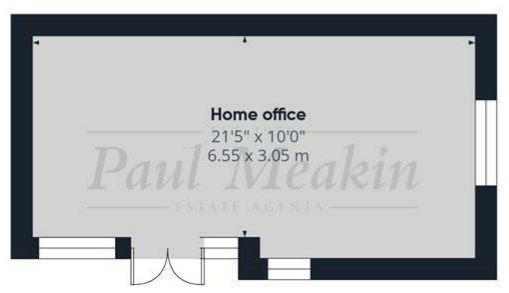 Home office
21'5" x 10'0"
6.55 x 3.05 m
Paul Meakin
ESTATE AGENTS